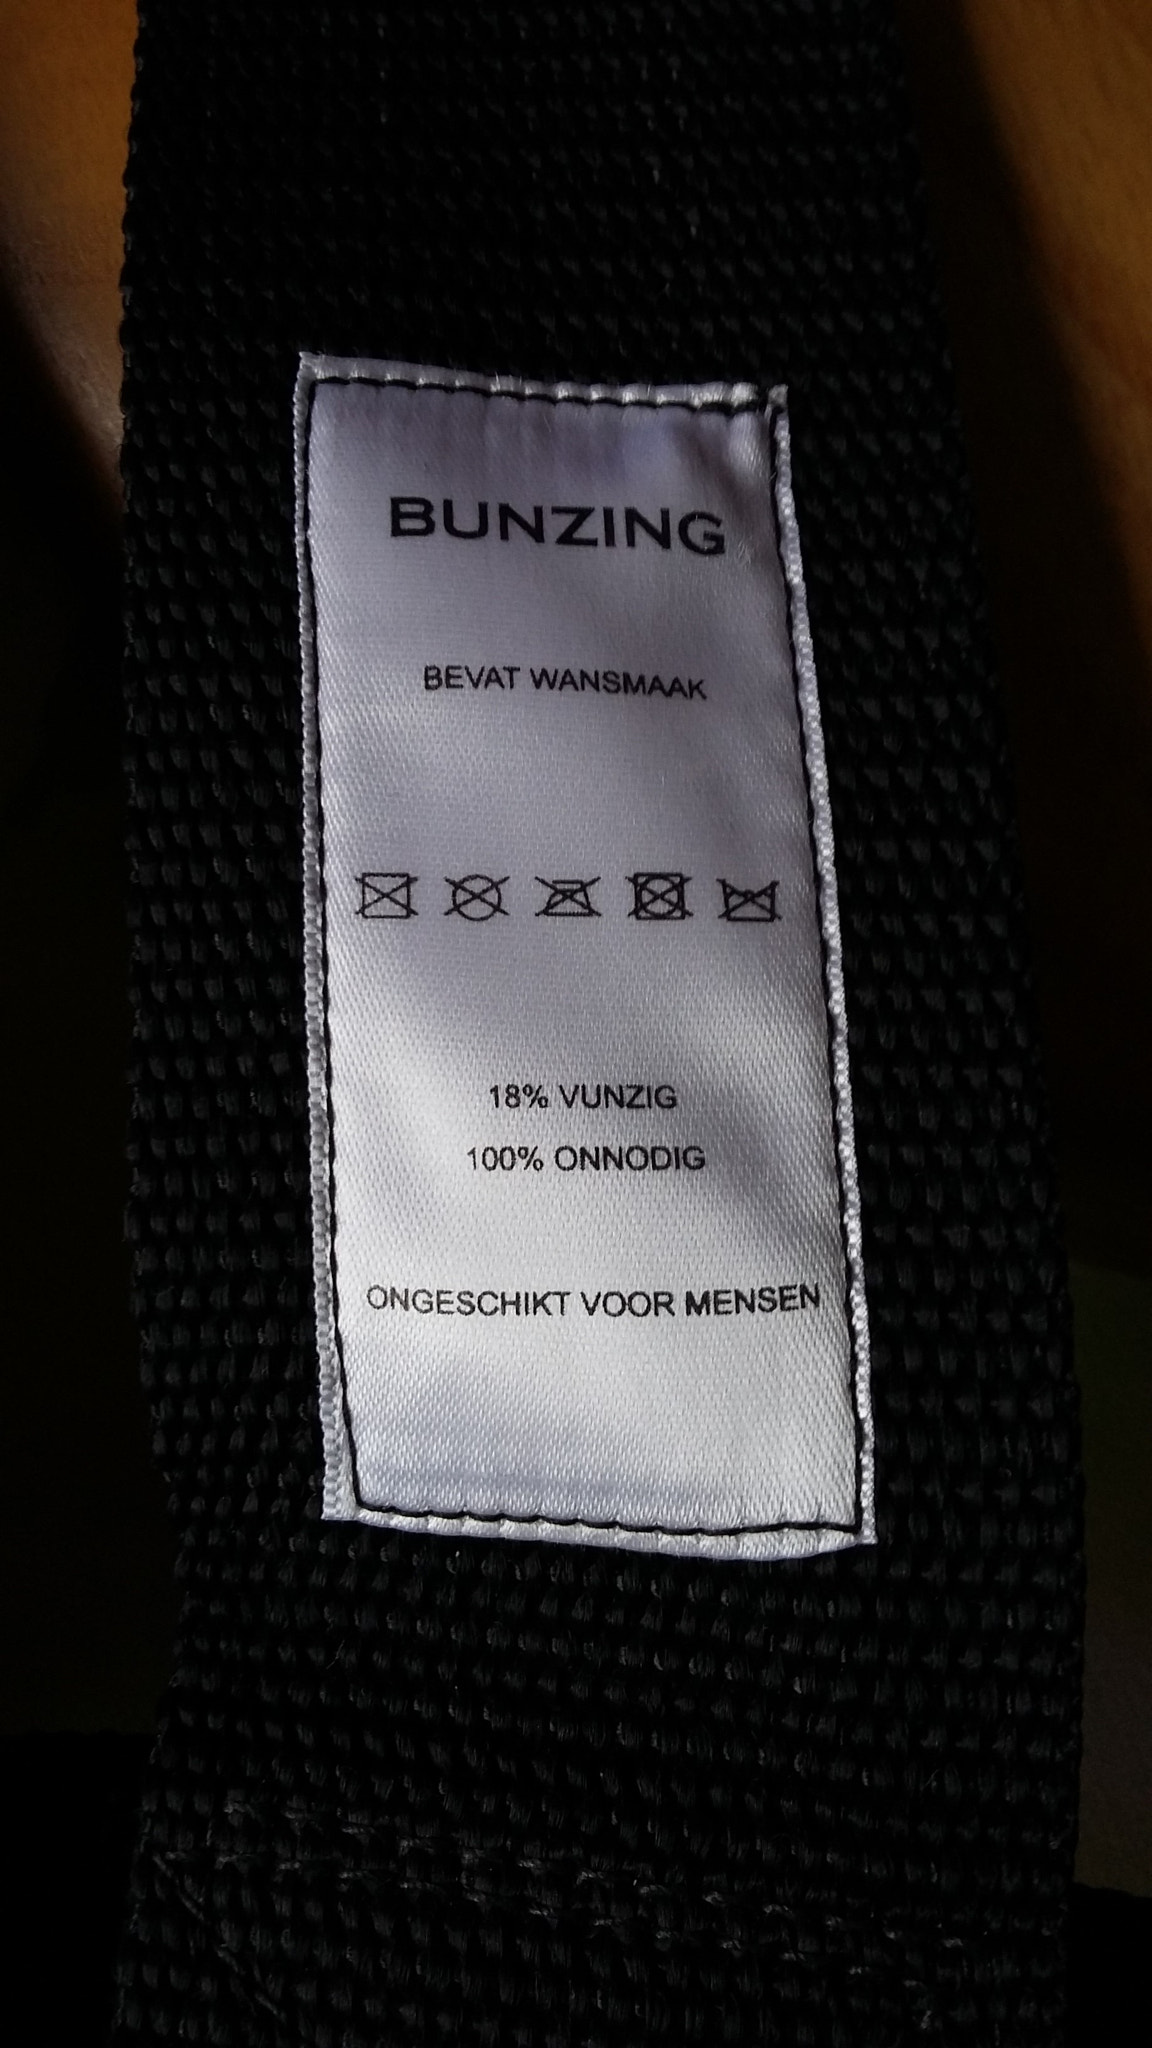 BUNZING
BEVAT WANSMAAK
18% VUNZIG
100% ONNODIG
ONGESCHIKT VOOR MENSEN